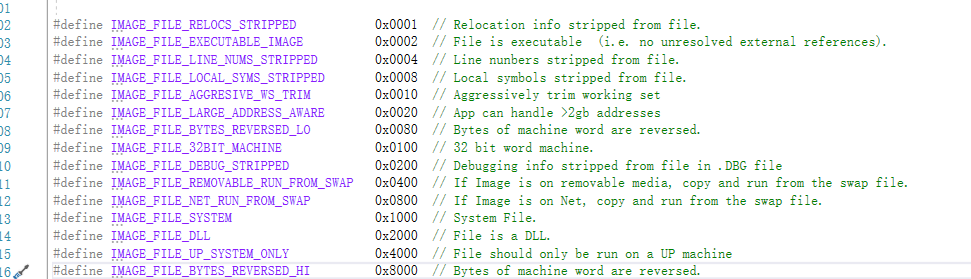 01
02 #define IMAGE_FILE_RELOCS_STRIPPED 0x0001 // Relocation info stripped from file.
03 #define IMAGE_FILE_EXECUTABLE_IMAGE 0x0002 // File is executable (i.e. no unresolved external references).
04 #define IMAGE_FILE_LINE_NUMS_STRIPPED 0x0004 // Line nunbers stripped from file.
05 #define IMAGE_FILE_LOCAL_SYMS_STRIPPED 0x0008 // Local symbols stripped from file.
06 #define IMAGE_FILE_AGGRESIVE_WS_TRIM 0x0010 // Aggressively trim working set
07 #define IMAGE_FILE_LARGE_ADDRESS_AWARE 0x0020 // App can handle >2gb addresses
08 #define IMAGE_FILE_BYTES_REVERSED_LO 0x0080 // Bytes of machine word are reversed.
09 #define IMAGE_FILE_32BIT_MACHINE 0x0100 // 32 bit word machine.
10 #define IMAGE_FILE_DEBUG_STRIPPED 0x0200 // Debugging info stripped from file in .DBG file
11 #define IMAGE_FILE_REMOVABLE_RUN_FROM_SWAP 0x0400 // If Image is on removable media, copy and run from the swap file.
12 #define IMAGE_FILE_NET_RUN_FROM_SWAP 0x0800 // If Image is on Net, copy and run from the swap file.
13 #define IMAGE_FILE_SYSTEM 0x1000 // System File.
14 #define IMAGE_FILE_DLL 0x2000 // File is a DLL.
15 #define IMAGE_FILE_UP_SYSTEM_ONLY 0x4000 // File should only be run on a UP machine
16 #define IMAGE_FILE_BYTES_REVERSED_HI 0x8000 // Bytes of machine word are reversed.